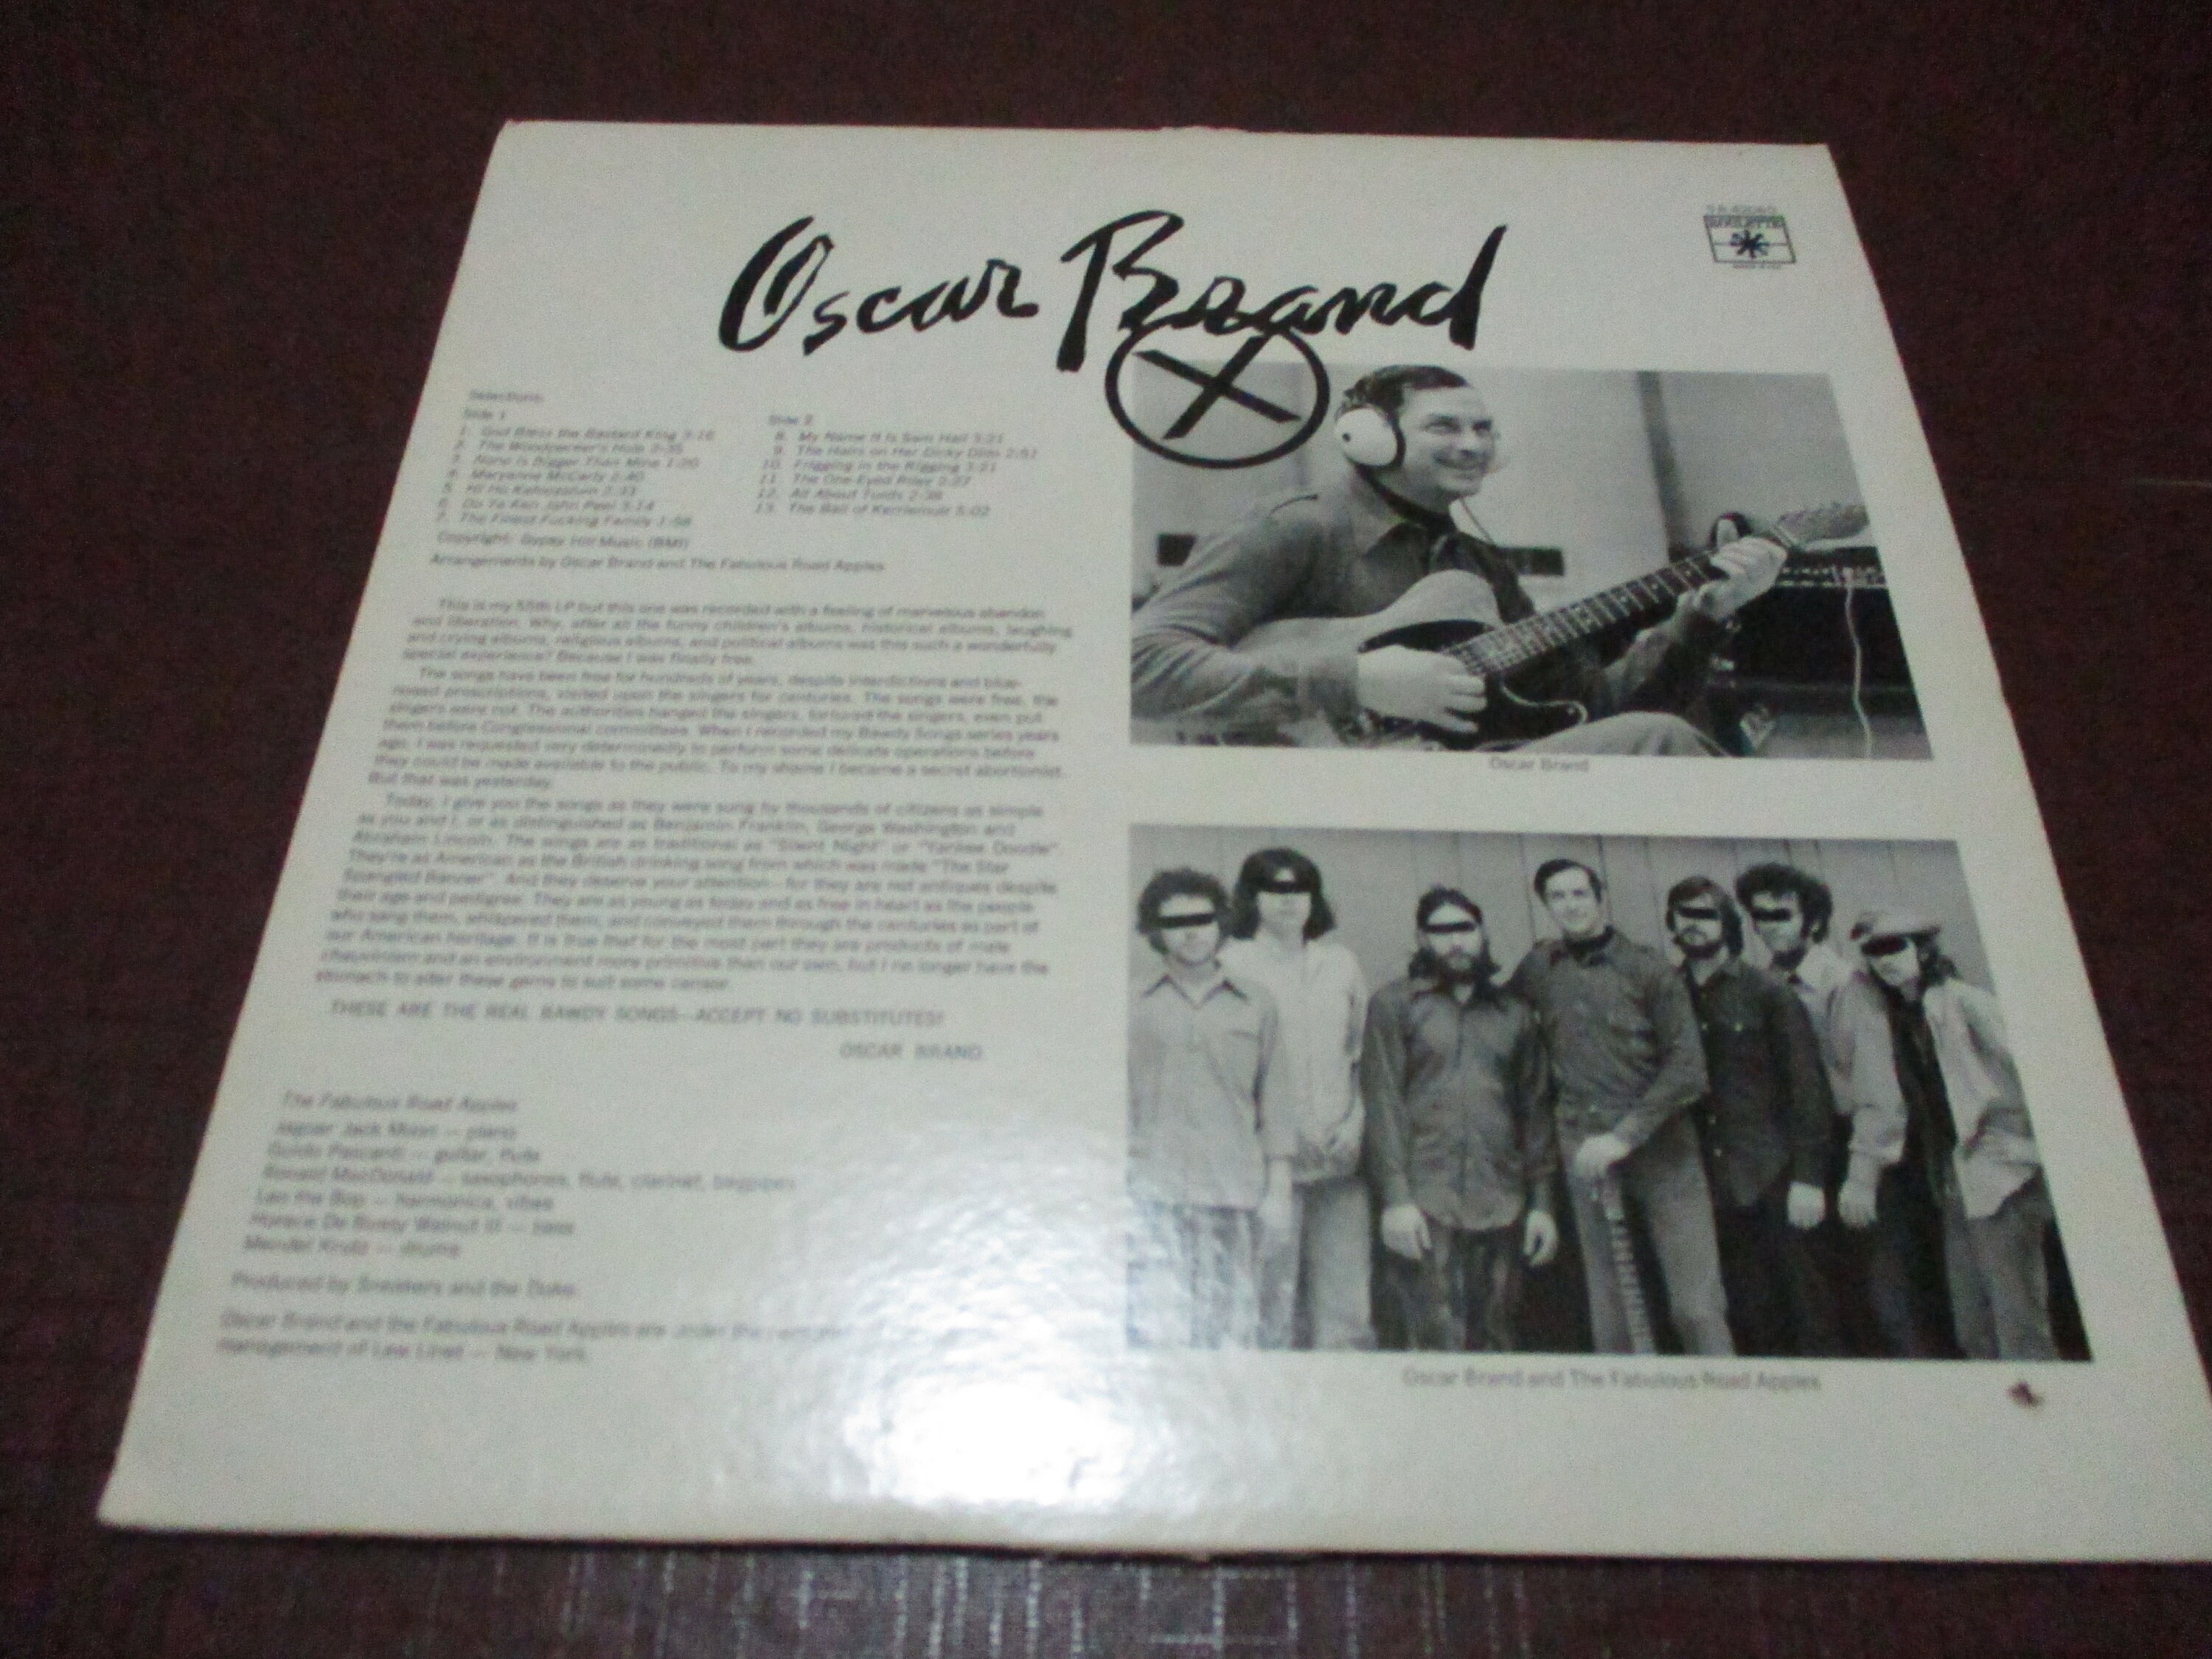 Oscar Brand
X
ROULETTE
Selections
Side 1
1. God Bless the Bastard King 3:16
2. The Woodpecker's Hole 2:35
3. None Is Bigger Than Mine 1:20
4. Maryanne McCarty 2:40
5. Hi Ho Kafoozalum 2:33
6. Do Ye Ken John Peel 3:14
7. The Finest Fucking Family 1:58
Side 2
8. My Name It Is Sam Hall 3:21
9. The Hairs on Her Dicky Diao 2:51
10. Frigging in the Rigging 3:21
11. The One-Eyed Riley 2:27
12. All About Turds 2:38
13. The Ball of Kerriemuir 5:02
Copyright: Gypsy Hill Music (BMI)
Arrangements by Oscar Brand and The Fabulous Road Apples
This is my 55th LP but this one was recorded with a feeling of marvelous abandon
and liberation. Why, after all the funny children's albums, historical albums, laughing
and crying albums, religious albums, and political albums was this such a wonderfully
special experience? Because I was finally free.
The songs have been free for hundreds of years, despite interdictions and blue-
nosed proscriptions, visited upon the singers for centuries. The songs were free, the
singers were not. The authorities hanged the singers, tortured the singers, even put
them before Congressional committees. When I recorded my Bawdy Songs series years
ago, I was requested very determinedly to perform some delicate operations before
they could be made available to the public. To my shame I became a secret abortionist.
But that was yesterday.
Today, I give you the songs as they were sung by thousands of citizens as simple
as you and I, or as distinguished as Benjamin Franklin, George Washington and
Abraham Lincoln. The songs are as traditional as "Silent Night" or "Yankee Doodle".
They're as American as the British drinking song from which was made "The Star
Spangled Banner". And they deserve your attention—for they are not antiques despite
their age and pedigree. They are as young as today and as free in heart as the people
who sang them, whispered them, and conveyed them through the centuries as part of
our American heritage. It is true that for the most part they are products of male
chauvinism and an environment more primitive than our own, but I no longer have the
stomach to alter these gems to suit some censor.
THESE ARE THE REAL BAWDY SONGS—ACCEPT NO SUBSTITUTES!
OSCAR BRAND
The Fabulous Road Apples
Jaguar Jack Moon — piano
Guido — guitar, flute
Ronald MacDonald — saxophones, flute, clarinet, bagpipes
Leo the Bop — harmonica, vibes
Horace De Busty Walnut III — bass
Mendel — drums
Produced by Sneakers and the Duke.
Oscar Brand and the Fabulous Road Apples are under the
management of Lew Linet — New York.
Oscar Brand
Oscar Brand and The Fabulous Road Apples